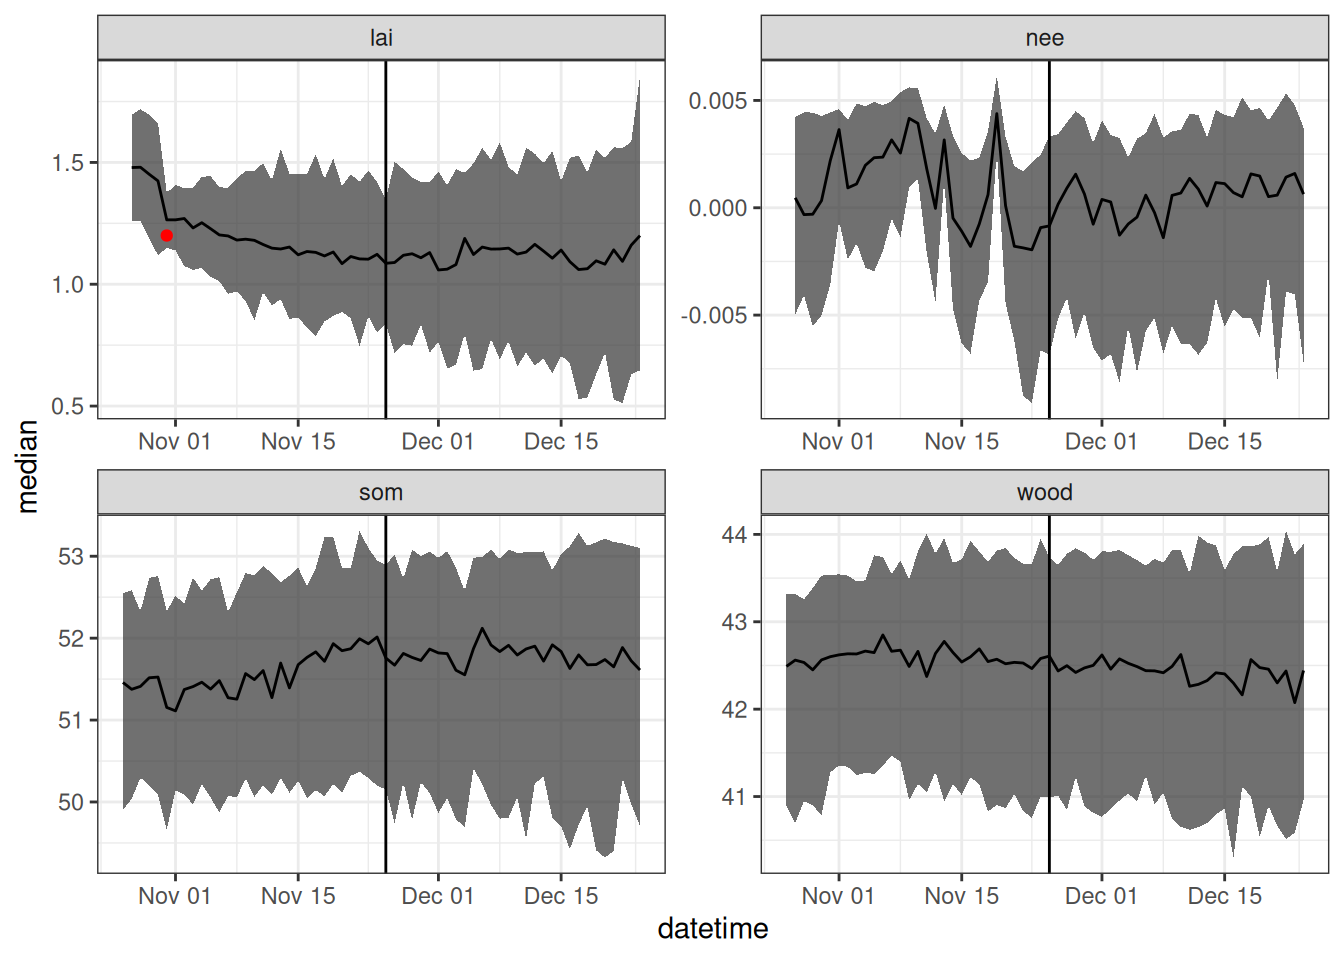 lai
nee
1.5
1.0
0.5
0.005
0.000
-0.005
Nov 01 Nov 15 Dec 01 Dec 15
Nov 01 Nov 15 Dec 01 Dec 15
median
som
wood
53
52
51
50
44
43
42
41
Nov 01 Nov 15 Dec 01 Dec 15
Nov 01 Nov 15 Dec 01 Dec 15
datetime